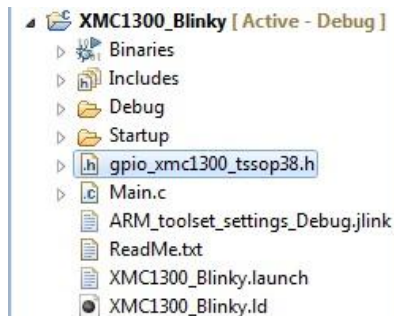 XMC1300_Blinky [ Active - Debug ]
Binaries
Includes
Debug
Startup
gpio_xmc1300_tssop38.h
Main.c
ARM_toolset_settings_Debug.jlink
ReadMe.txt
XMC1300_Blinky.launch
XMC1300_Blinky.ld